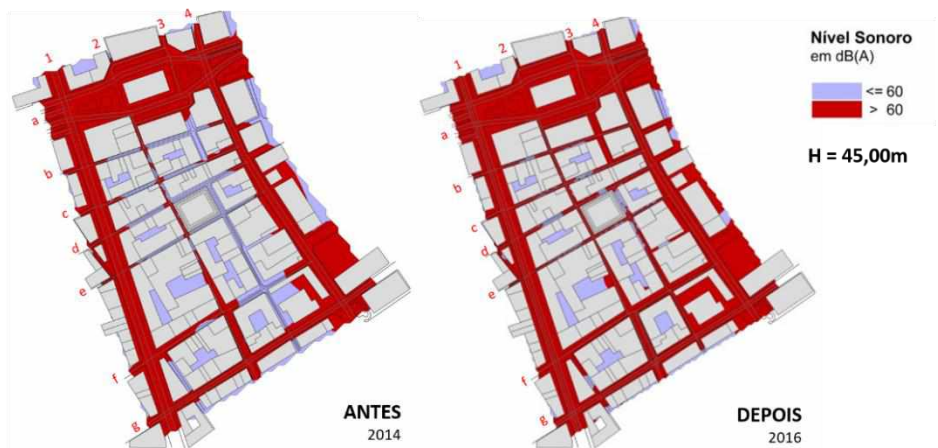 1
2
3
4
a
b
c
d
e
f
g
ANTES
2014
1
2
3
4
a
b
c
d
e
f
g
DEPOIS
2016
Nível Sonoro
em dB(A)
<= 60
> 60
H = 45,00m